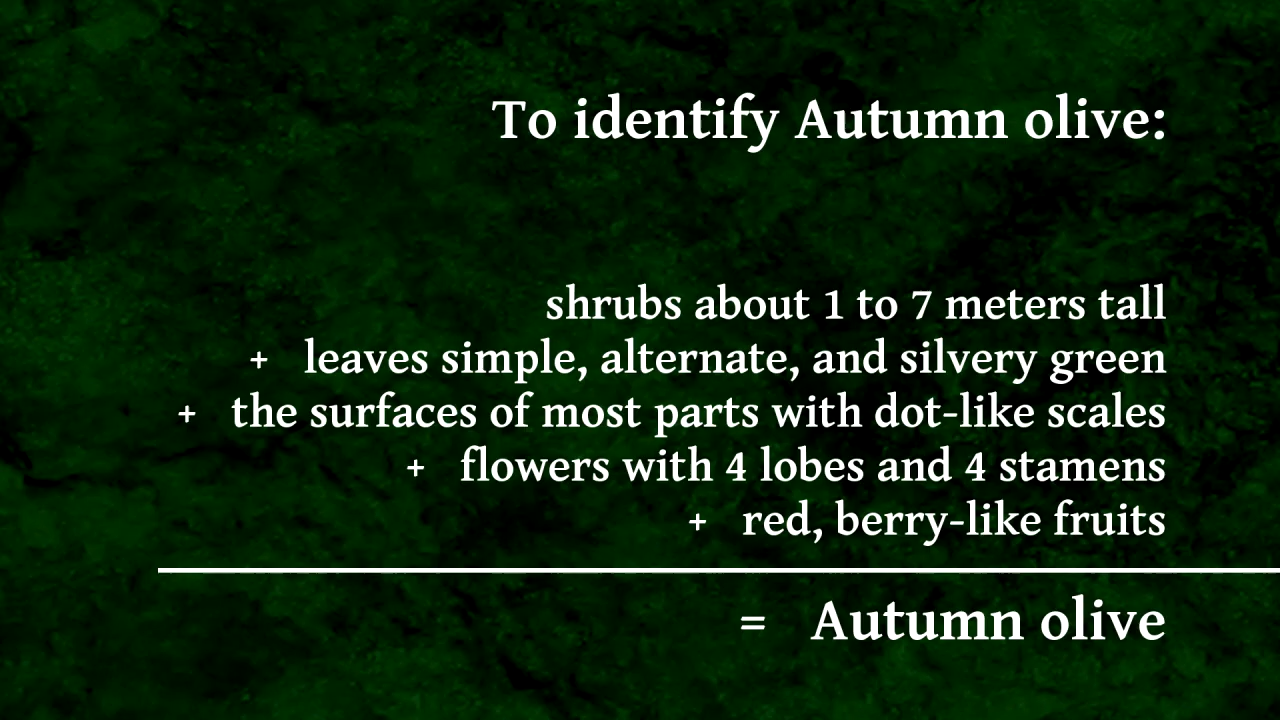 To identify Autumn olive:
shrubs about 1 to 7 meters tall
+ leaves simple, alternate, and silvery green
+ the surfaces of most parts with dot-like scales
+ flowers with 4 lobes and 4 stamens
+ red, berry-like fruits
= Autumn olive